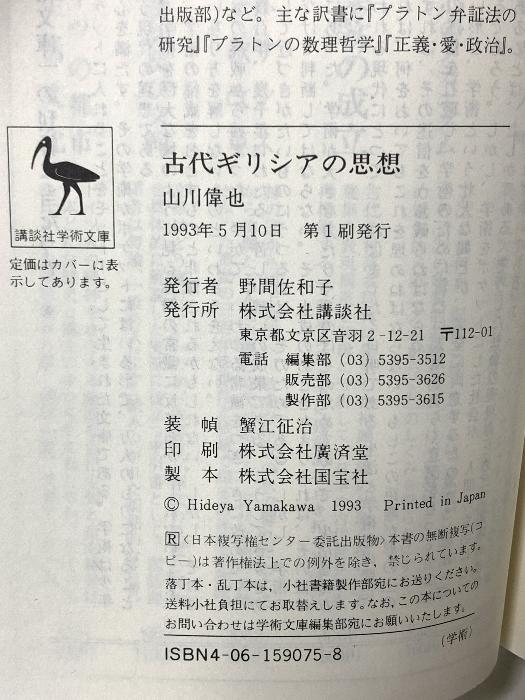 出版部)など。主な訳書に『プラトン弁証法の
研究』『プラトンの数理哲学』『正義・愛・政治』。
講談社学術文庫
定価はカバーに表
示してあります。
古代ギリシアの思想
山川偉也
1993年5月10日 第1刷発行
発行者 野間佐和子
発行所 株式会社講談社
東京都文京区音羽2-12-21 〒112-01
電話 編集部 (03) 5395-3512
販売部 (03) 5395-3626
製作部 (03) 5395-3615
装 幀 蟹江征治
印 刷 株式会社廣済堂
製 本 株式会社国宝社
© Hideya Yamakawa 1993 Printed in Japan
R〈日本複写権センター委託出版物〉本書の無断複写(コ
ピー)は著作権法上での例外を除き,禁じられています。
落丁本・乱丁本は,小社書籍製作部宛にお送りください。
送料小社負担にてお取替えします。なお,この本についての
お問い合わせは学術文庫編集部宛にお願いいたします。
(学術)
ISBN4-06-159075-8